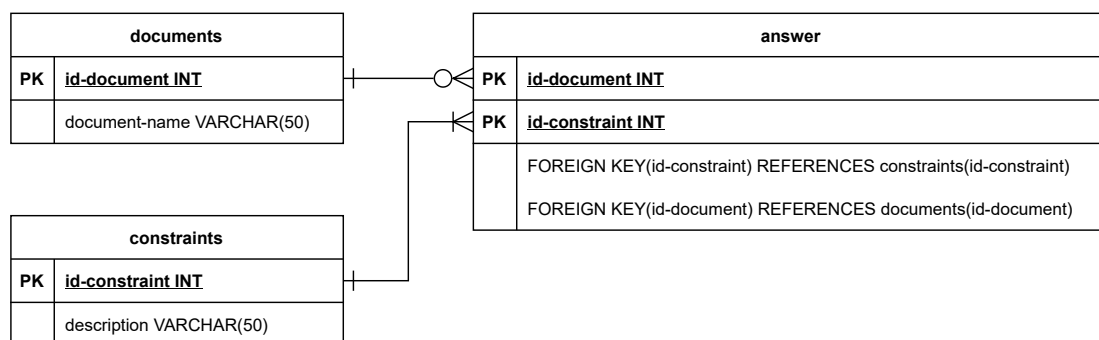 documents
PK id-document INT
document-name VARCHAR(50)
constraints
PK id-constraint INT
description VARCHAR(50)
answer
PK id-document INT
PK id-constraint INT
FOREIGN KEY(id-constraint) REFERENCES constraints(id-constraint)
FOREIGN KEY(id-document) REFERENCES documents(id-document)